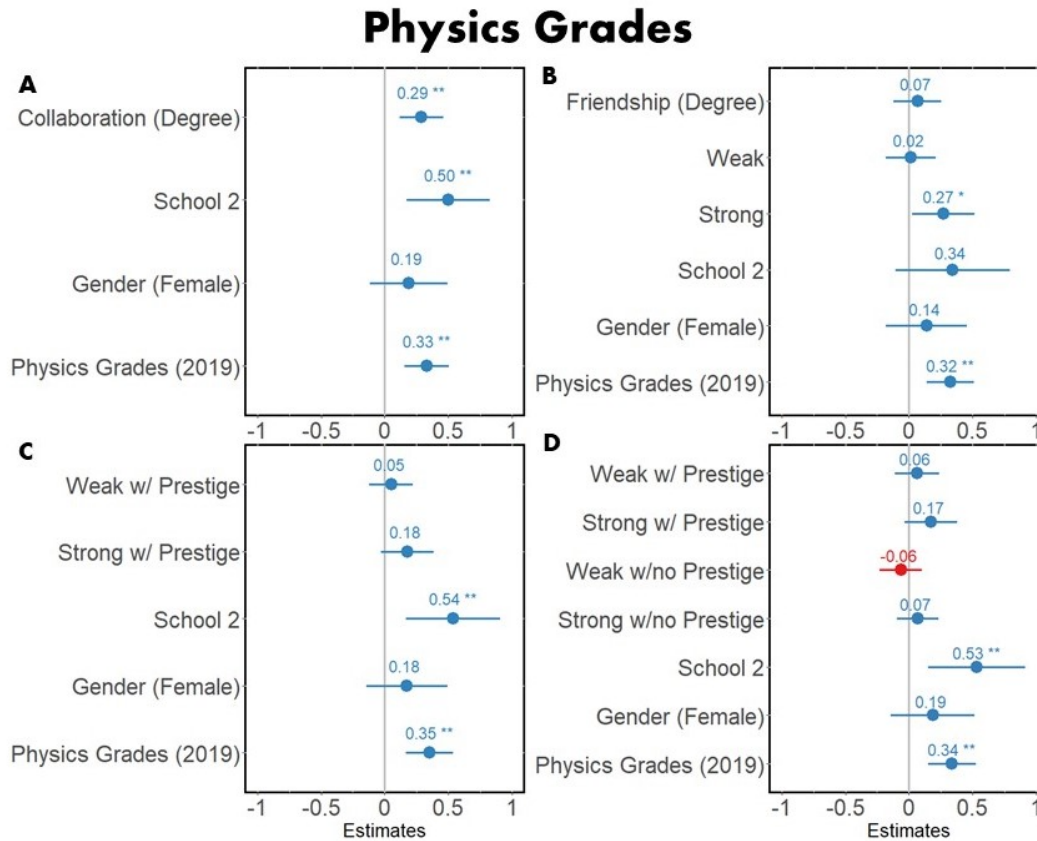 Physics Grades
A
Collaboration (Degree)
0.29 **
School 2
0.50 **
Gender (Female)
0.19
Physics Grades (2019)
0.33 **
-1 -0.5 0 0.5 1
B
Friendship (Degree)
0.07
Weak
0.02
Strong
0.27 *
School 2
0.34
Gender (Female)
0.14
Physics Grades (2019)
0.32 **
-1 -0.5 0 0.5 1
C
Weak w/ Prestige
0.05
Strong w/ Prestige
0.18
School 2
0.54 **
Gender (Female)
0.18
Physics Grades (2019)
0.35 **
-1 -0.5 0 0.5 1
Estimates
D
Weak w/ Prestige
0.06
Strong w/ Prestige
0.17
Weak w/no Prestige
-0.06
Strong w/no Prestige
0.07
School 2
0.53 **
Gender (Female)
0.19
Physics Grades (2019)
0.34 **
-1 -0.5 0 0.5 1
Estimates